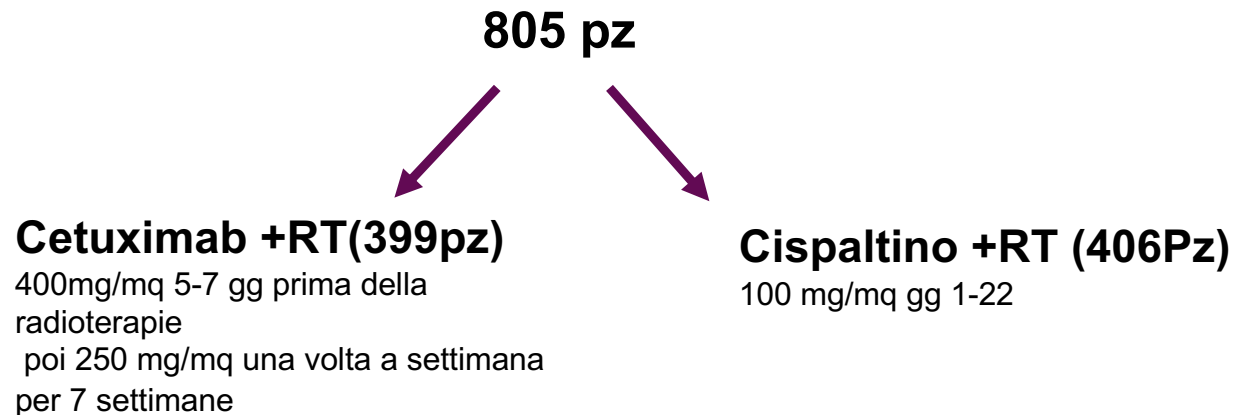 805 pz
Cetuximab +RT(399pz)
400mg/mq 5-7 gg prima della
radioterapie
poi 250 mg/mq una volta a settimana
per 7 settimane
Cispaltino +RT (406Pz)
100 mg/mq gg 1-22